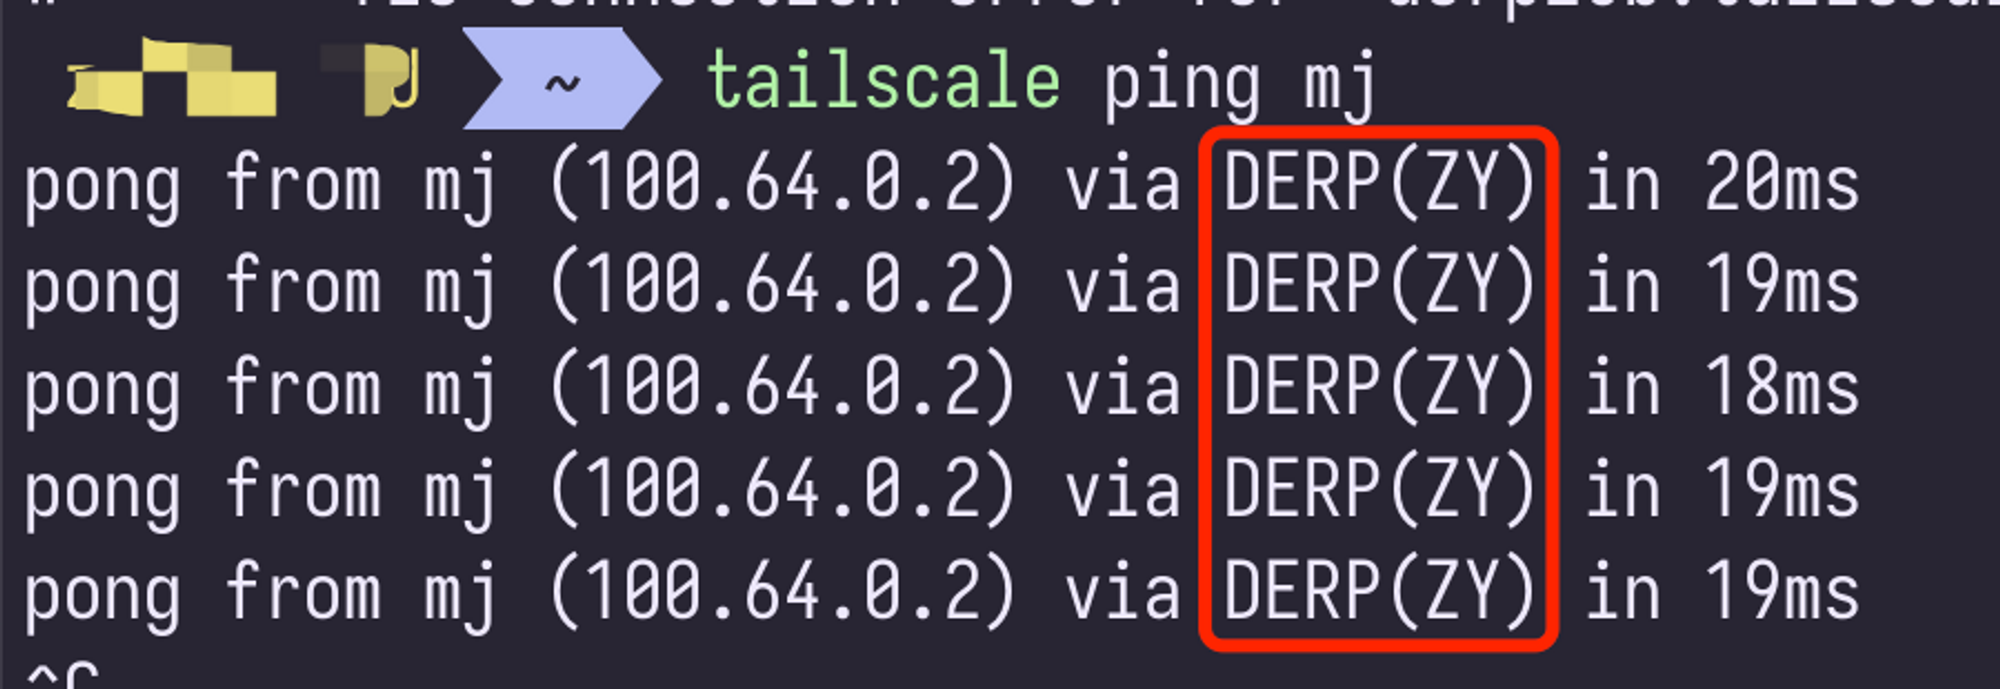 ~ tailscale ping mj
pong from mj (100.64.0.2) via DERP(ZY) in 20ms
pong from mj (100.64.0.2) via DERP(ZY) in 19ms
pong from mj (100.64.0.2) via DERP(ZY) in 18ms
pong from mj (100.64.0.2) via DERP(ZY) in 19ms
pong from mj (100.64.0.2) via DERP(ZY) in 19ms
^C